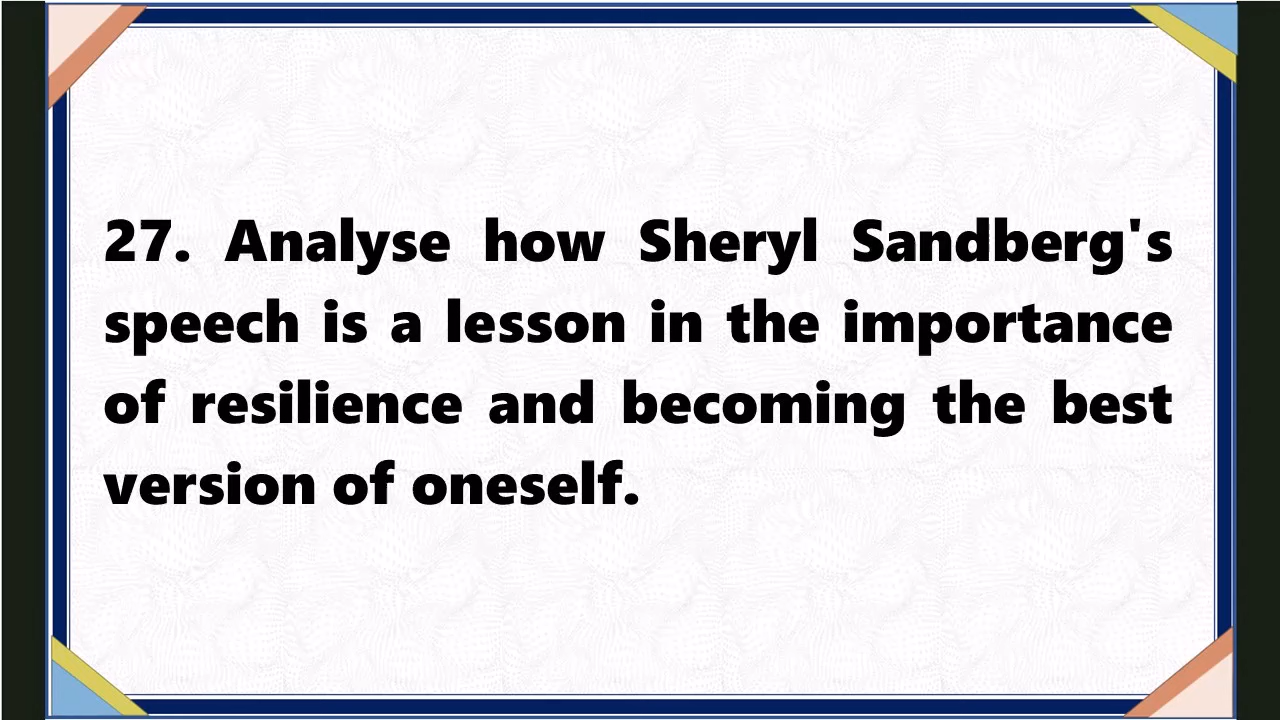 27. Analyse how Sheryl Sandberg's
speech is a lesson in the importance
of resilience and becoming the best
version of oneself.